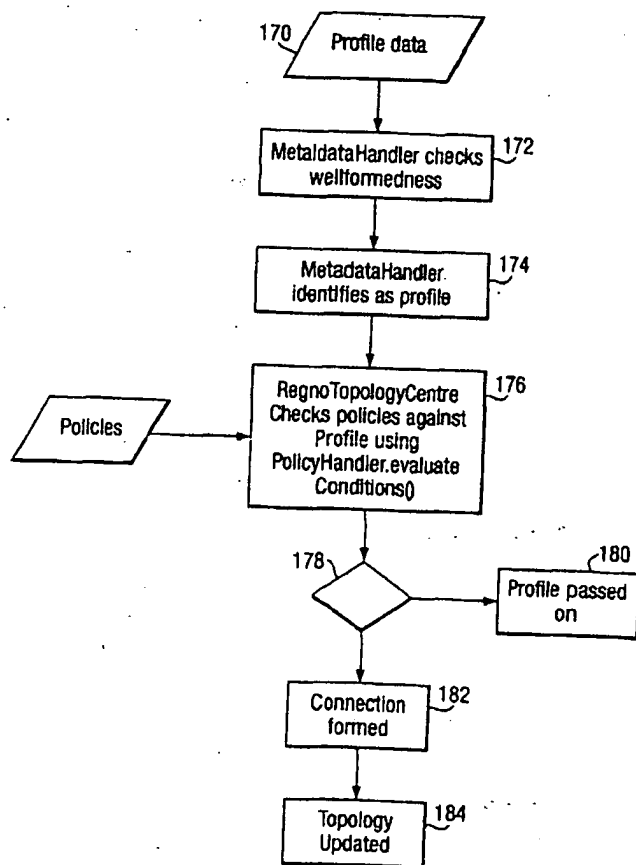 170
Profile data
MetaldataHandler checks
wellformedness
172
MetadataHandler
identifies as profile
174
RegnoTopologyCentre
Checks policies against
Profile using
PolicyHandler.evaluate
Conditions()
176
Policies
178
180
Profile passed
on
Connection
formed
182
Topology
Updated
184